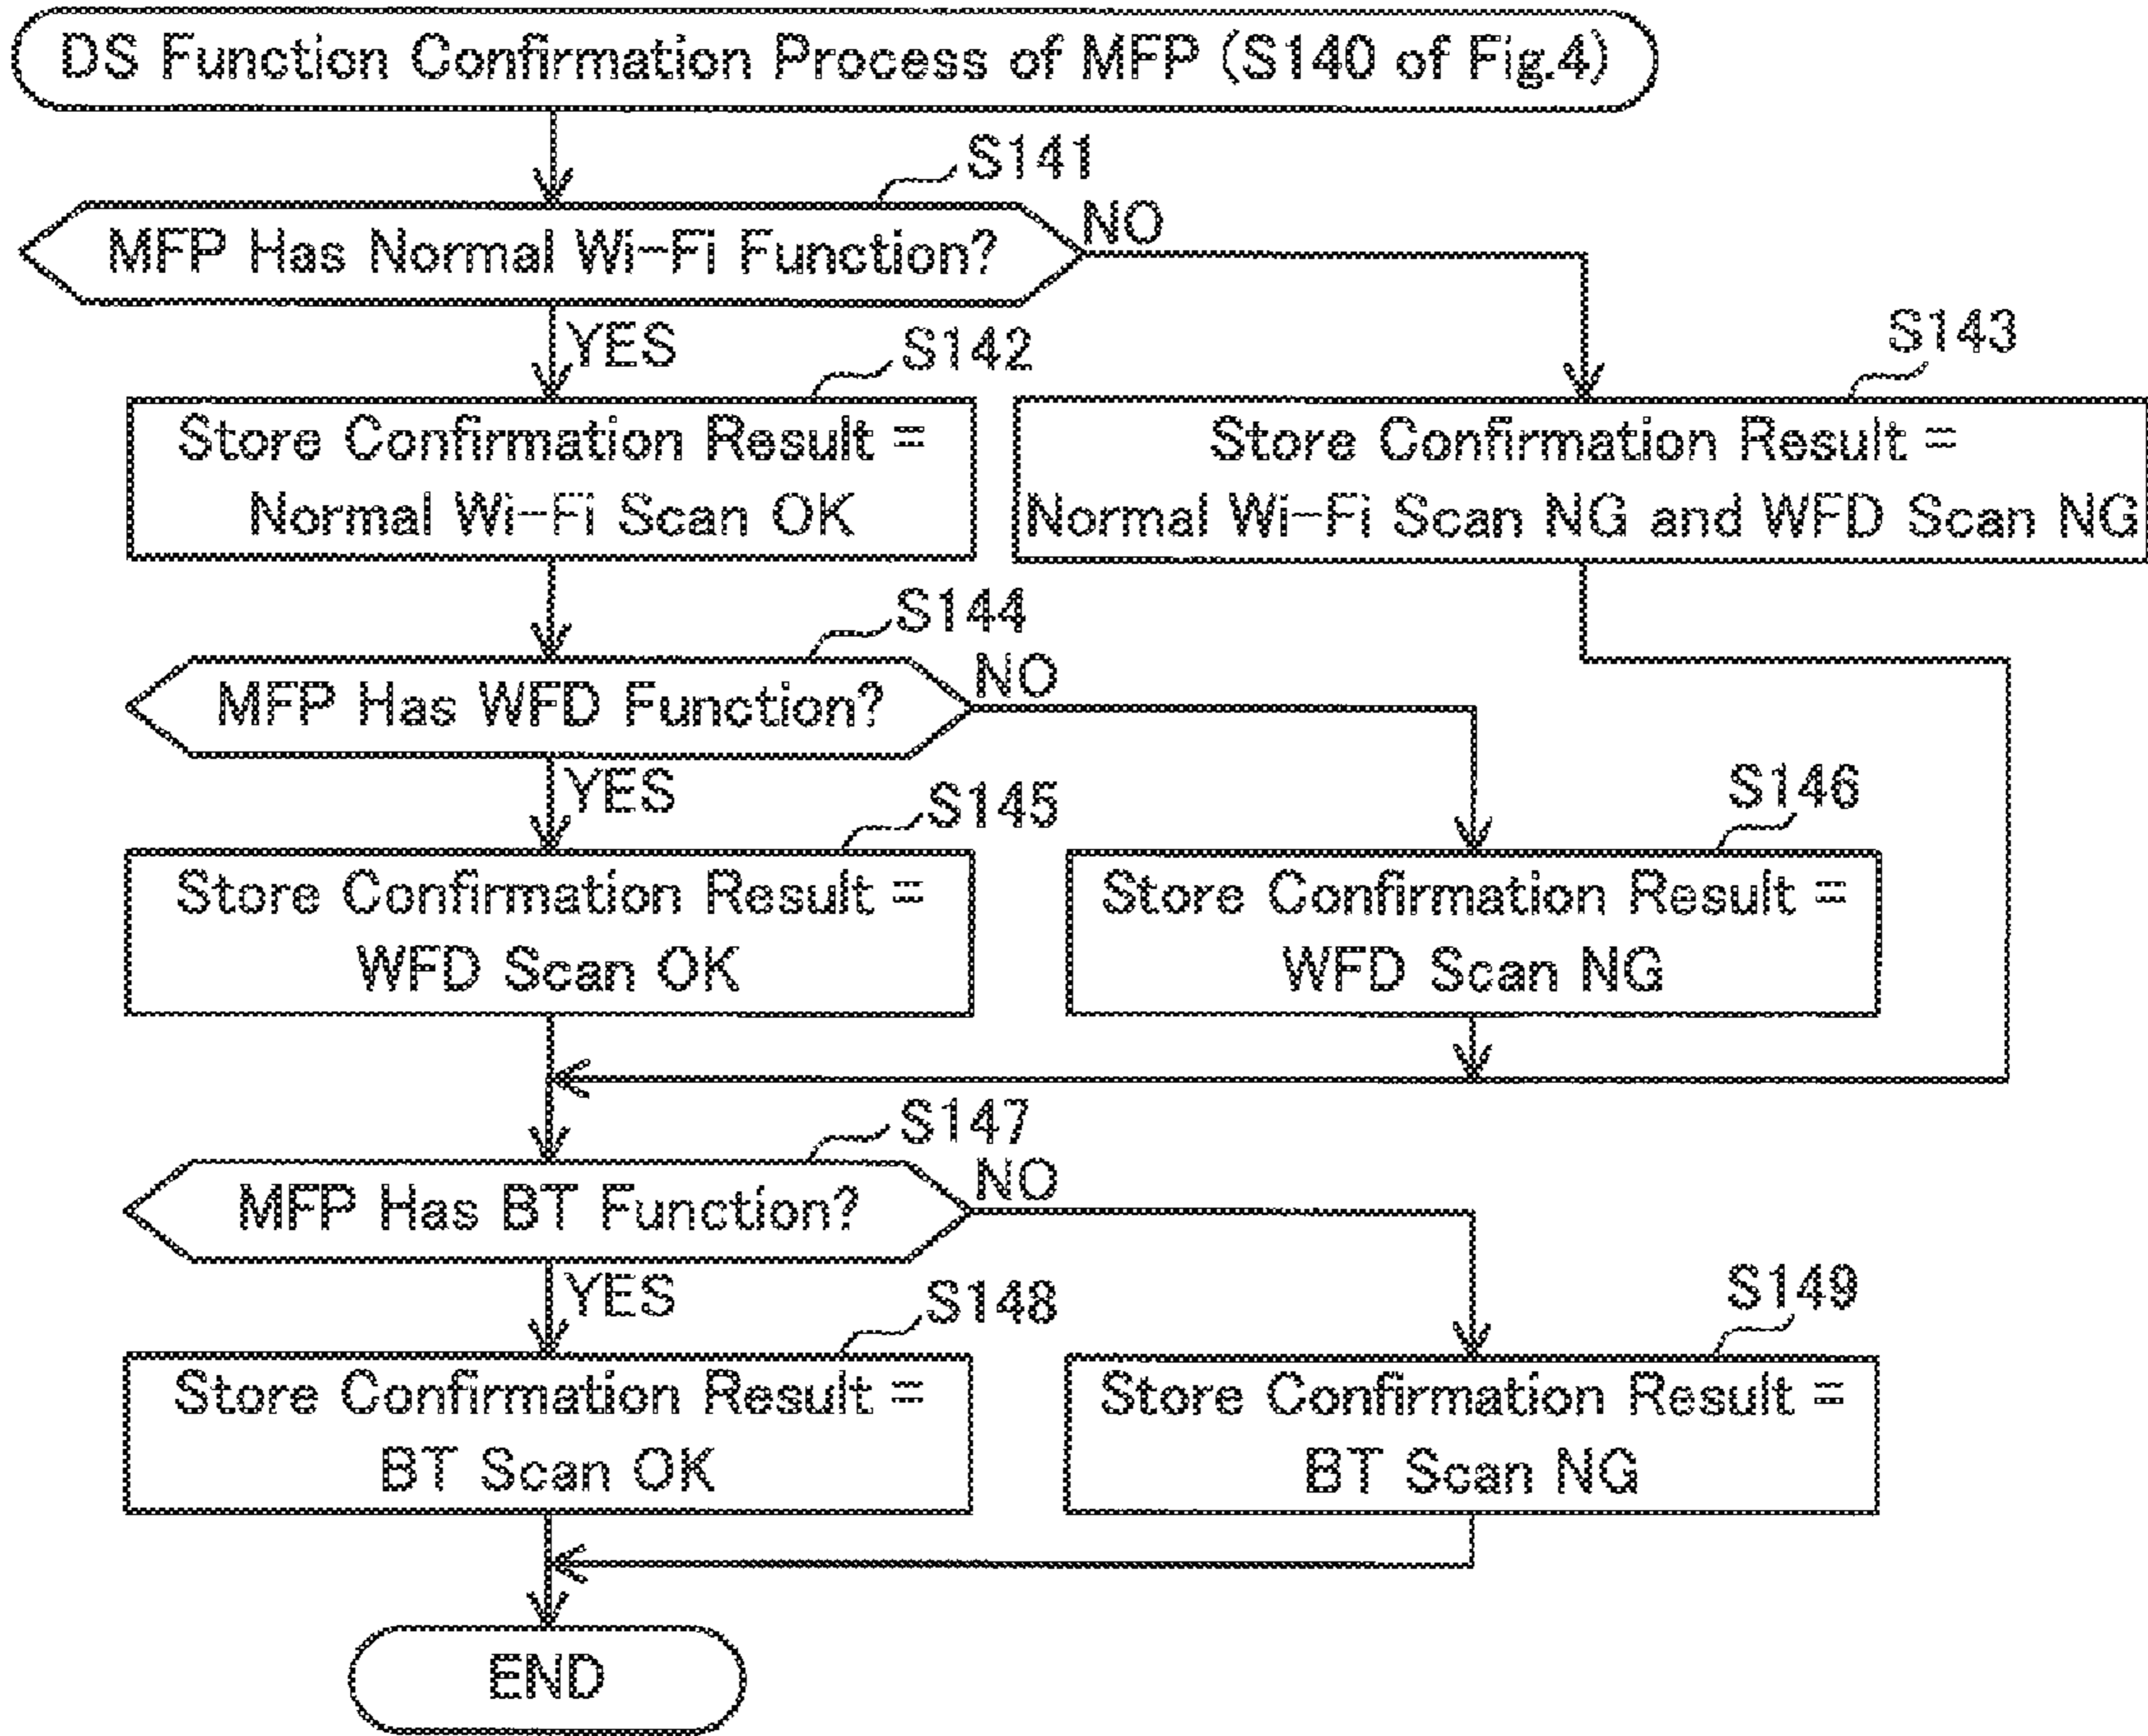 DS Function Confirmation Process of MFP (S140 of Fig.4)
S141
MFP Has Normal Wi-Fi Function?
NO
YES
S142
S143
Store Confirmation Result =
Normal Wi-Fi Scan OK
Store Confirmation Result =
Normal Wi-Fi Scan NG and WFD Scan NG
S144
MFP Has WFD Function?
NO
YES
S145
S146
Store Confirmation Result =
WFD Scan OK
Store Confirmation Result =
WFD Scan NG
S147
MFP Has BT Function?
NO
YES
S148
S149
Store Confirmation Result =
BT Scan OK
Store Confirmation Result =
BT Scan NG
END